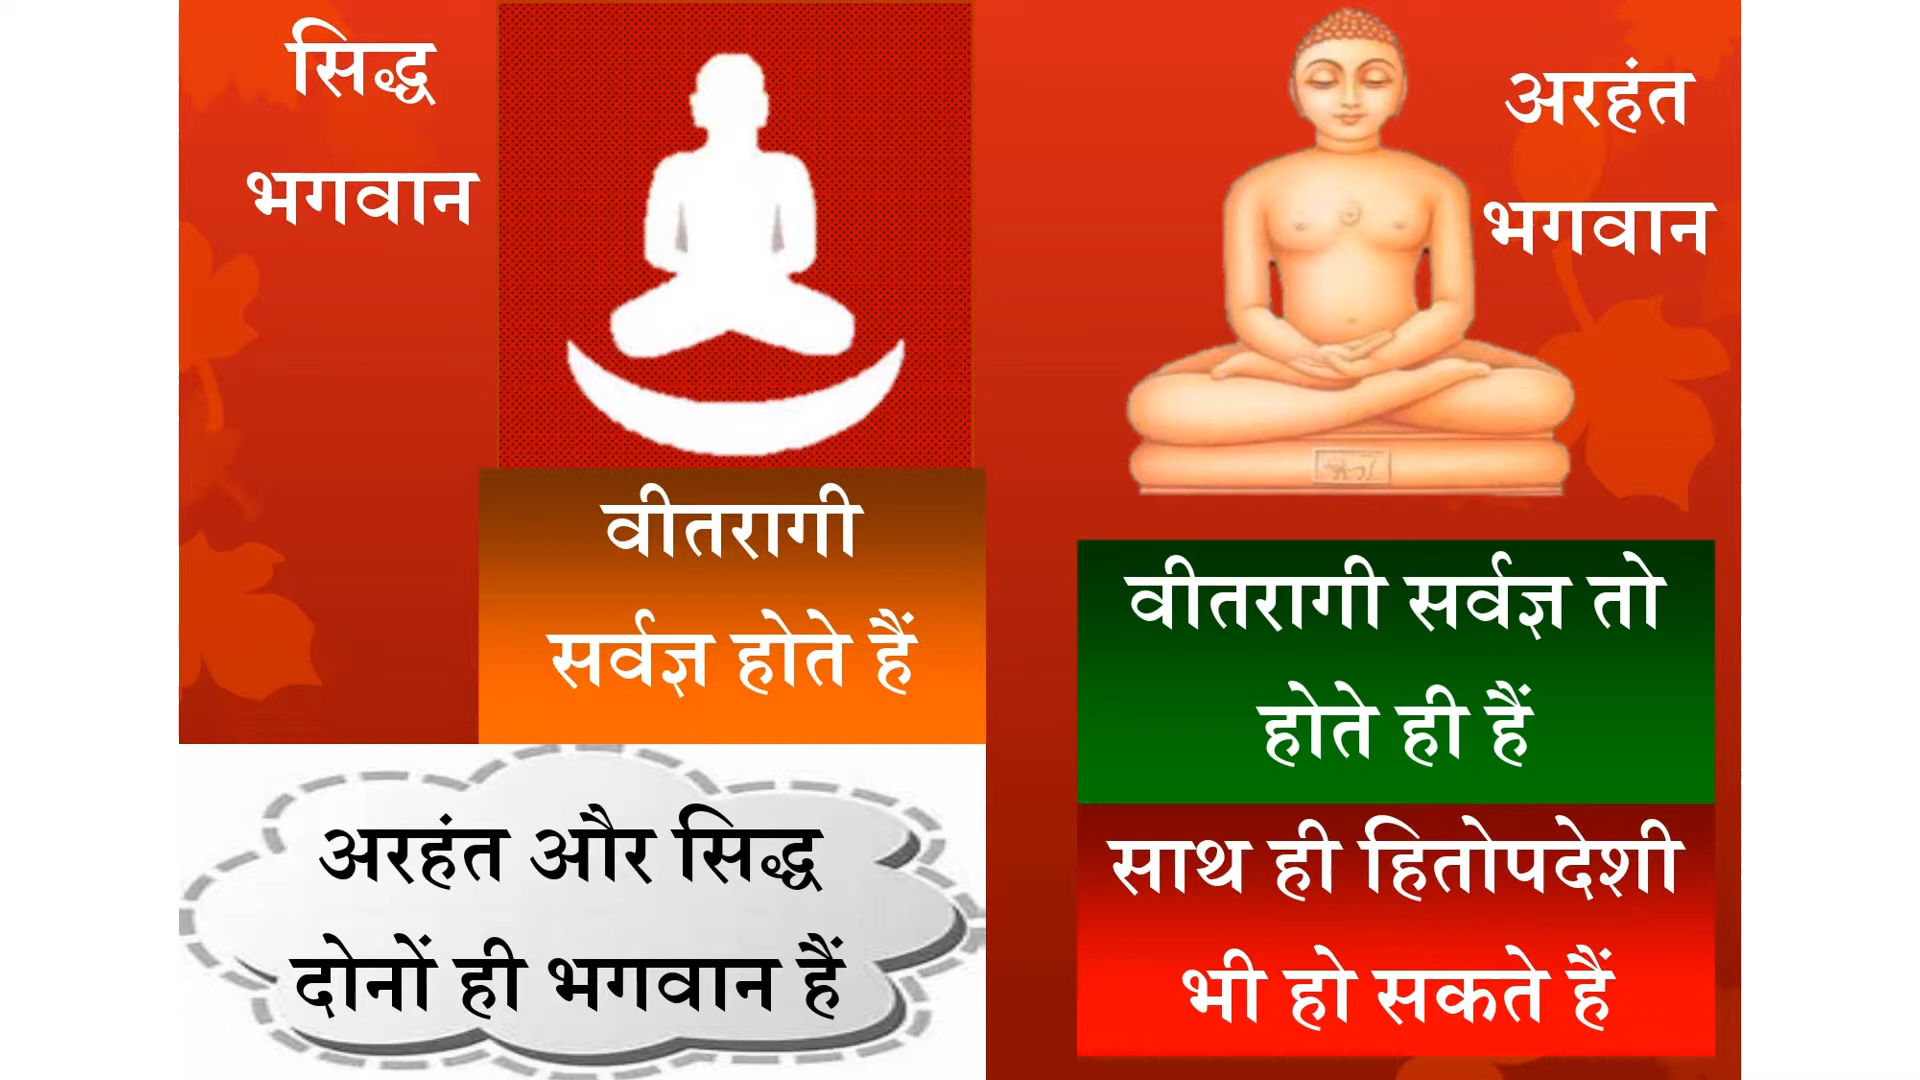 सिद्ध
भगवान
वीतरागी
सर्वज्ञ होते हैं
अरहंत और सिद्ध
दोनों ही भगवान हैं
अरहंत
भगवान
वीतरागी सर्वज्ञ तो
होते ही हैं
साथ ही हितोपदेशी
भी हो सकते हैं